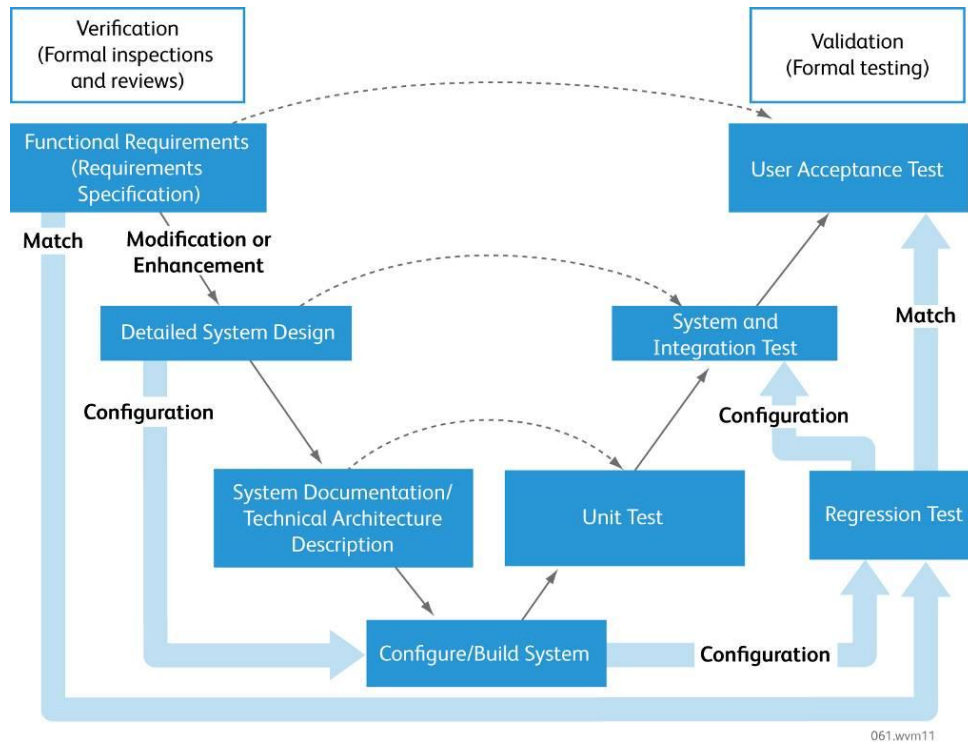 Verification
(Formal inspections
and reviews)
Validation
(Formal testing)
Functional Requirements
(Requirements
Specification)
User Acceptance Test
Match
Modification or
Enhancement
Detailed System Design
System and
Integration Test
Match
Configuration
Configuration
System Documentation/
Technical Architecture
Description
Unit Test
Regression Test
Configure/Build System
Configuration
061.wvm11